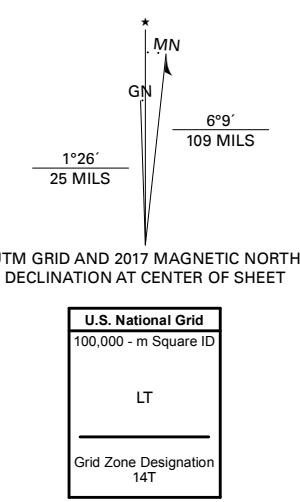 ★
MN
GN
6°9´
109 MILS
1°26´
25 MILS
UTM GRID AND 2017 MAGNETIC NORTH
DECLINATION AT CENTER OF SHEET
U.S. National Grid
100,000 - m Square ID
LT
Grid Zone Designation
14T